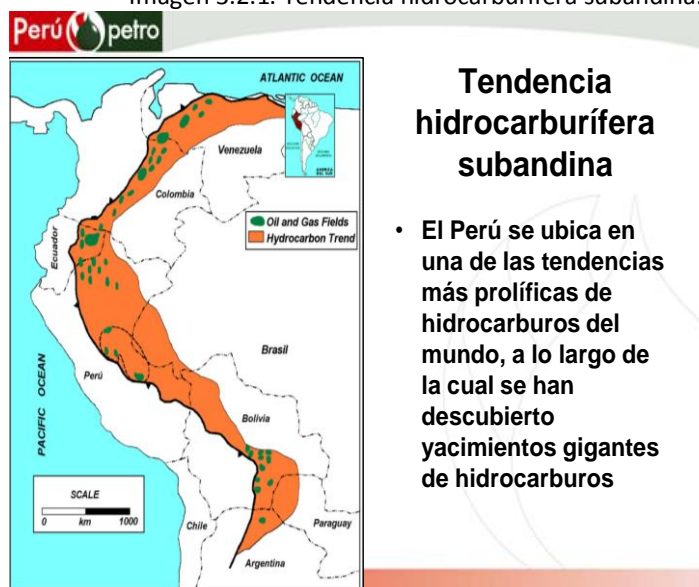 Imagen 3.2.1. Tendencia hidrocarburífera subandina.
Perú petro
Tendencia
hidrocarburífera
subandina
• El Perú se ubica en
una de las tendencias
más prolíficas de
hidrocarburos del
mundo, a lo largo de
la cual se han
descubierto
yacimientos gigantes
de hidrocarburos
ATLANTIC OCEAN
Venezuela
Colombia
Oil and Gas Fields
Hydrocarbon Trend
Ecuador
Brasil
Perú
PACIFIC OCEAN
Bolivia
SCALE
0 km 1000
Chile
Paraguay
Argentina